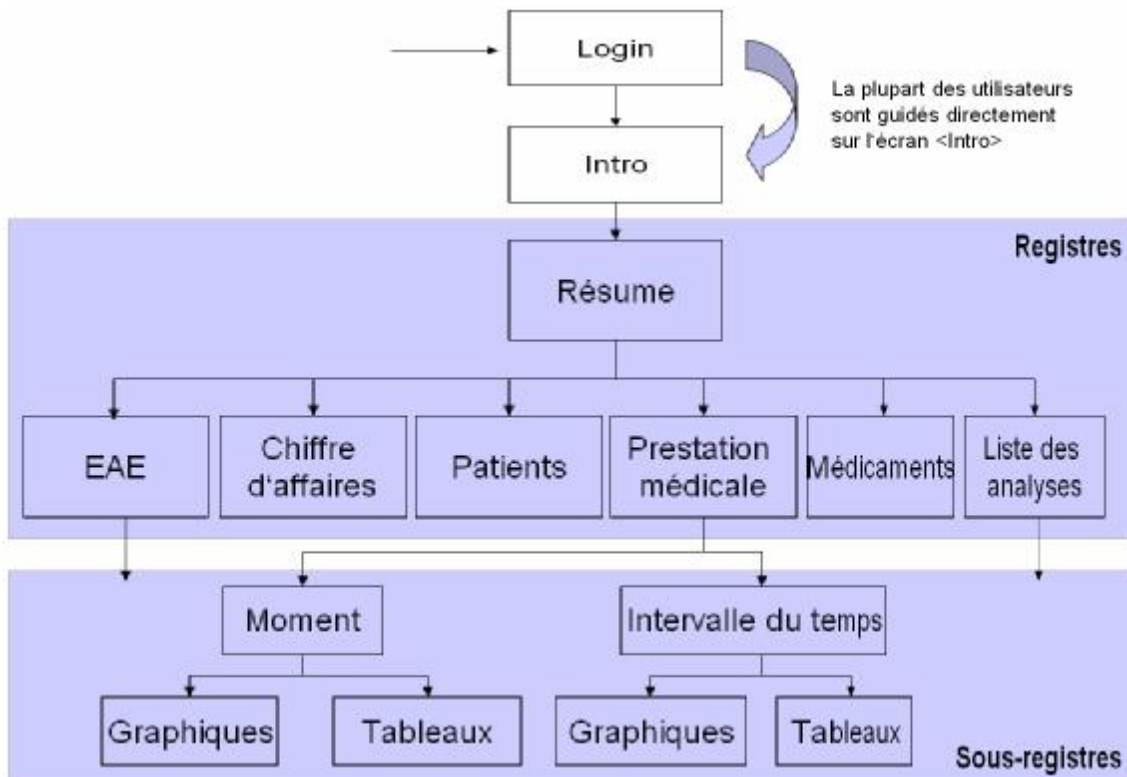 Login
La plupart des utilisateurs
sont guidés directement
sur l'écran <Intro>
Intro
Registres
Résume
EAE
Chiffre
d'affaires
Patients
Prestation
médicale
Médicaments
Liste des
analyses
Moment
Intervalle du temps
Graphiques
Tableaux
Graphiques
Tableaux
Sous-registres